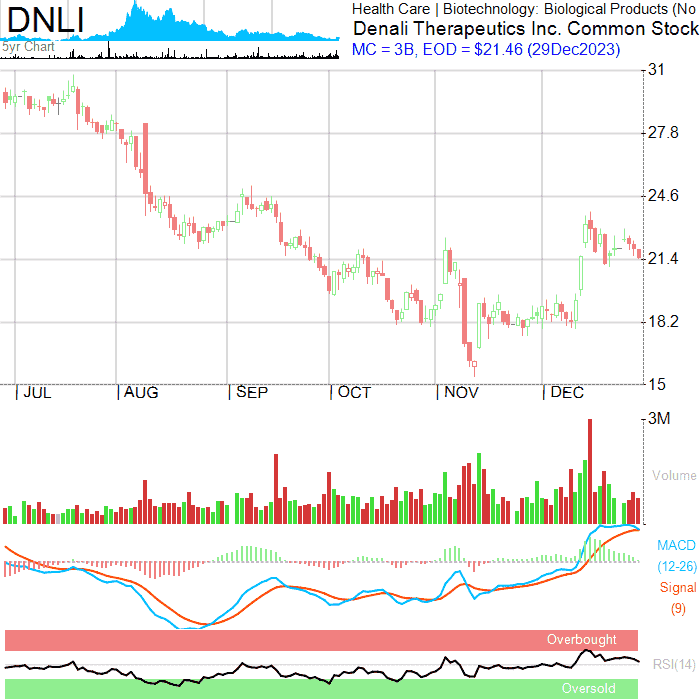 DNLI
5yr Chart
Health Care | Biotechnology: Biological Products (No
Denali Therapeutics Inc. Common Stock
MC = 3B, EOD = $21.46 (29Dec2023)
31
27.8
24.6
21.4
18.2
15
| JUL | AUG | SEP | OCT | NOV | DEC
3M
Volume
MACD
(12-26)
Signal
(9)
Overbought
RSI(14)
Oversold